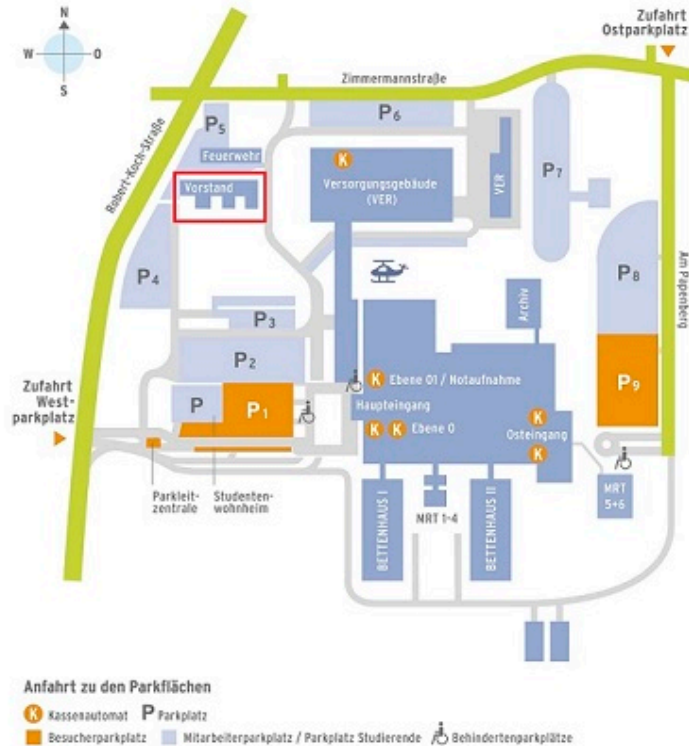 Zufahrt
Ostparkplatz
N
W
O
S
Zimmermannstraße
Robert-Koch-Straße
P5
P6
K
Feuerwehr
Vorstand
Versorgungsgebäude
(VER)
VER
P7
P4
P8
Am Papenberg
Archiv
P3
P2
Zufahrt
West-
parkplatz
P
P1
K Ebene 01 / Notaufnahme
Haupteingang
K K Ebene 0
K
Osteingang
K
P9
Parkleit-
zentrale
Studenten-
wohnheim
BETTENHAUS I
MRT 1-4
BETTENHAUS II
MRT
5+6
Anfahrt zu den Parkflächen
K Kassenautomat P Parkplatz
Besucherparkplatz Mitarbeiterparkplatz / Parkplatz Studierende Behindertenparkplätze